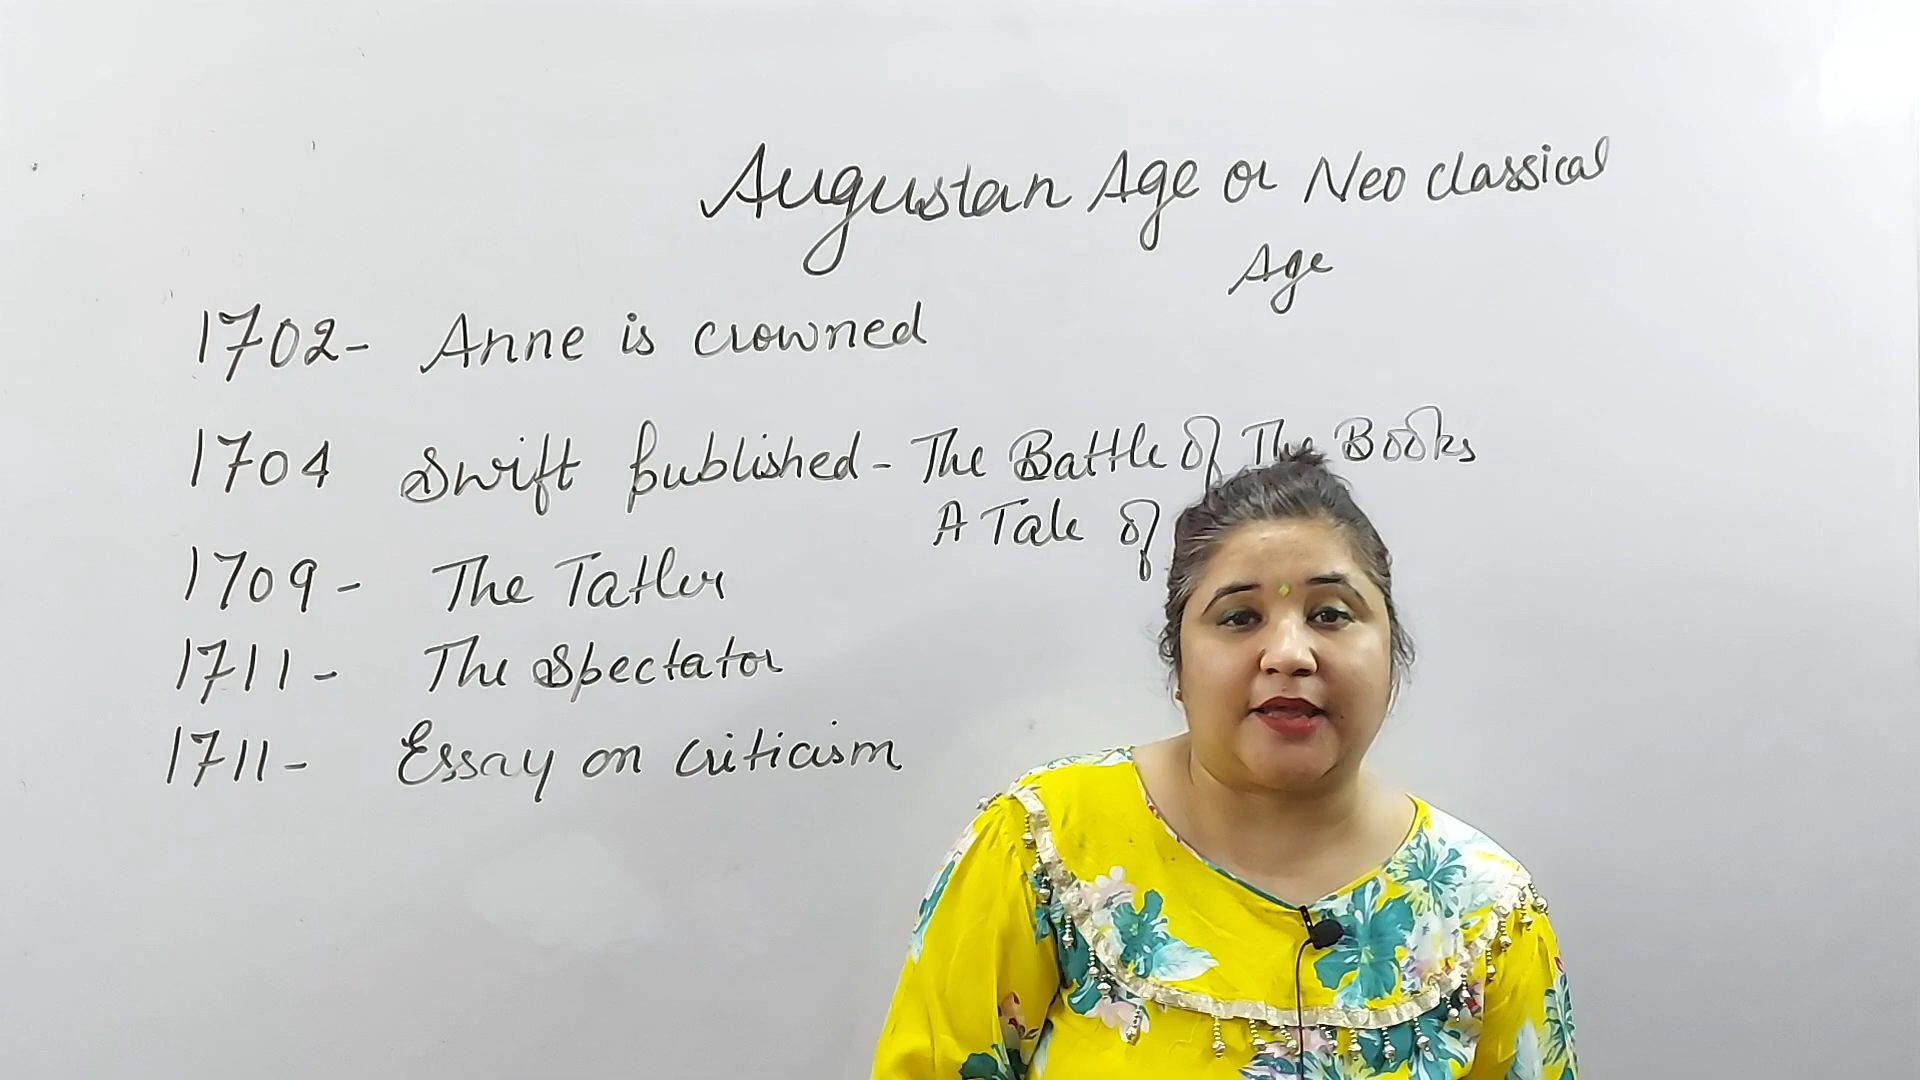 Augustan Age or Neo classical
Age
1702- Anne is crowned
1704 Swift published- The Battle of The Books
A Tale of
1709- The Tatler
1711- The Spectator
1711- Essay on criticism